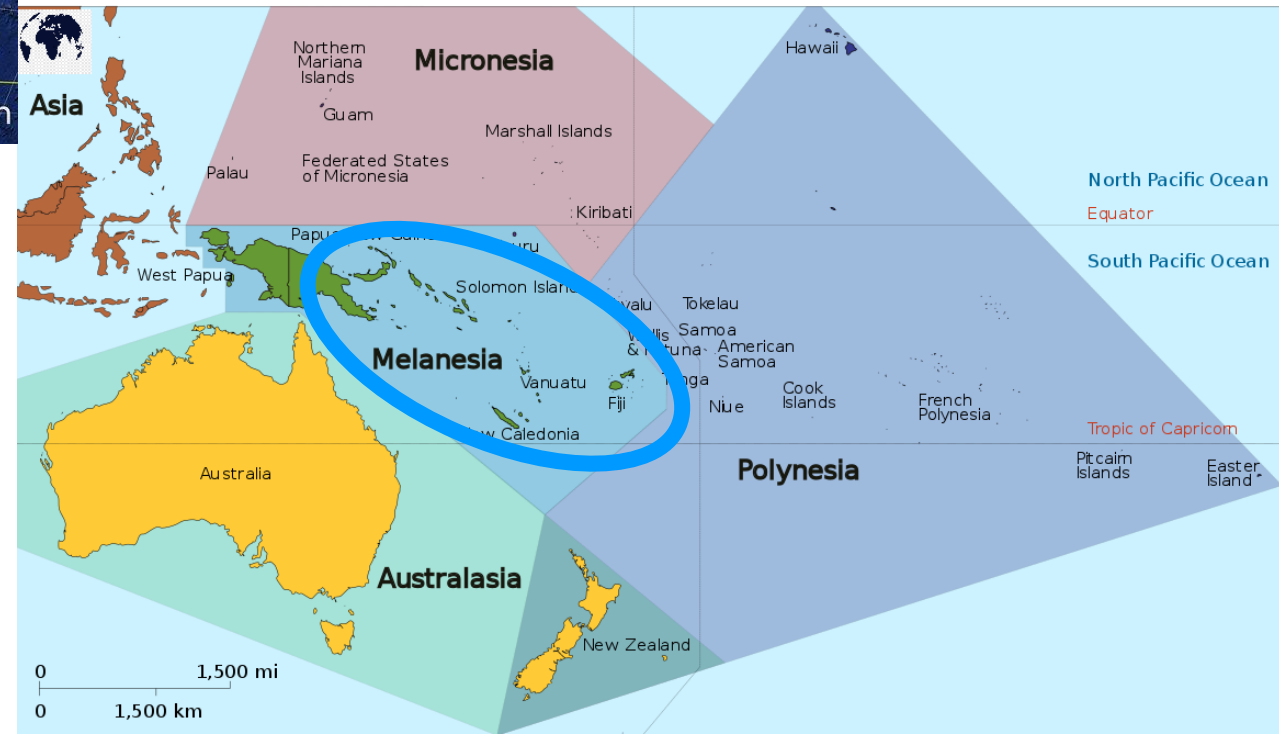 Hawaii
Northern
Mariana
Islands
Micronesia
Asia
Guam
Marshall Islands
Federated States
of Micronesia
Palau
North Pacific Ocean
Kiribati
Equator
West Papua
South Pacific Ocean
Solomon
Tokelau
Samoa
American
Samoa
Melanesia
Vanuatu
Fiji
Niue
Cook
Islands
French
Polynesia
Caledonia
Tropic of Capricorn
Australia
Polynesia
Pitcairn
Islands
Easter
Island
Australasia
New Zealand
0 1,500 mi
0 1,500 km